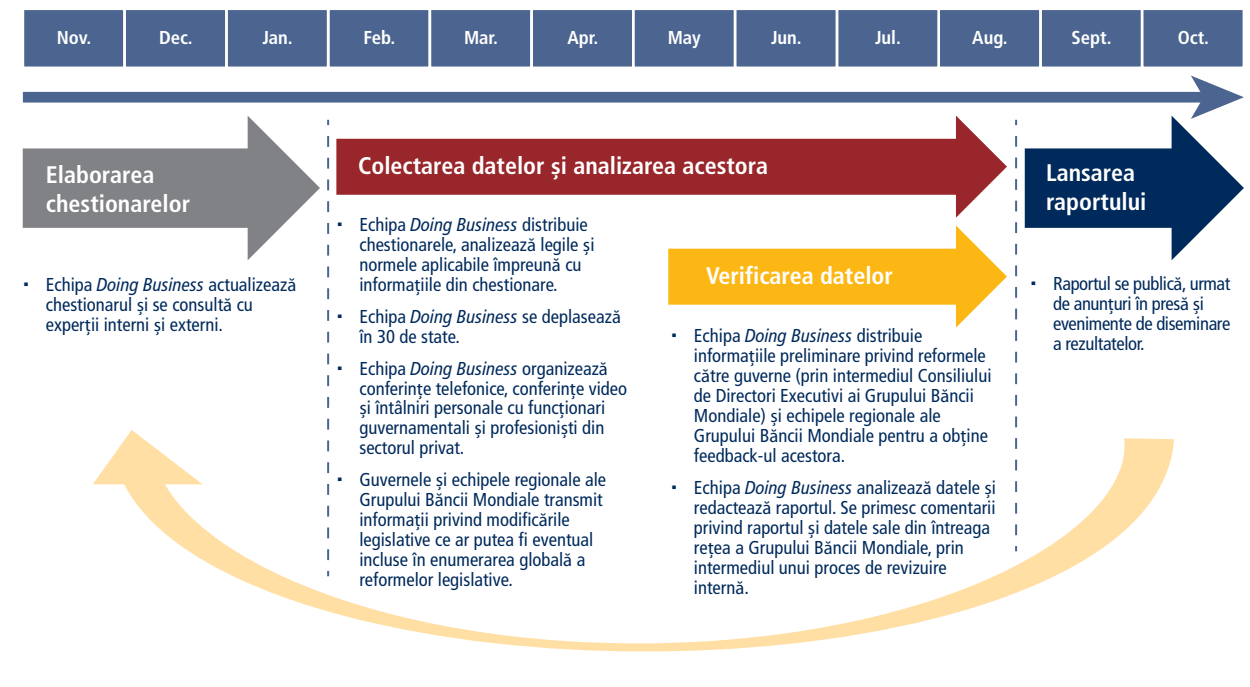 Nov. Dec. Jan. Feb. Mar. Apr. May Jun. Jul. Aug. Sept. Oct.
Elaborarea
chestionarelor
▪ Echipa Doing Business actualizează
chestionarul și se consultă cu
experții interni și externi.
Colectarea datelor și analizarea acestora
▪ Echipa Doing Business distribuie
chestionarele, analizează legile și
normele aplicabile împreună cu
informațiile din chestionare.
▪ Echipa Doing Business se deplasează
în 30 de state.
▪ Echipa Doing Business organizează
conferințe telefonice, conferințe video
și întâlniri personale cu funcționari
guvernamentali și profesioniști din
sectorul privat.
▪ Guvernele și echipele regionale ale
Grupului Băncii Mondiale transmit
informații privind modificările
legislative ce ar putea fi eventual
incluse în enumerarea globală a
reformelor legislative.
Verificarea datelor
▪ Echipa Doing Business distribuie
informațiile preliminare privind reformele
către guverne (prin intermediul Consiliului
de Directori Executivi ai Grupului Băncii
Mondiale) și echipele regionale ale
Grupului Băncii Mondiale pentru a obține
feedback-ul acestora.
▪ Echipa Doing Business analizează datele și
redactează raportul. Se primesc comentarii
privind raportul și datele sale din întreaga
rețea a Grupului Băncii Mondiale, prin
intermediul unui proces de revizuire
internă.
Lansarea
raportului
▪ Raportul se publică, urmat
de anunțuri în presă și
evenimente de diseminare
a rezultatelor.